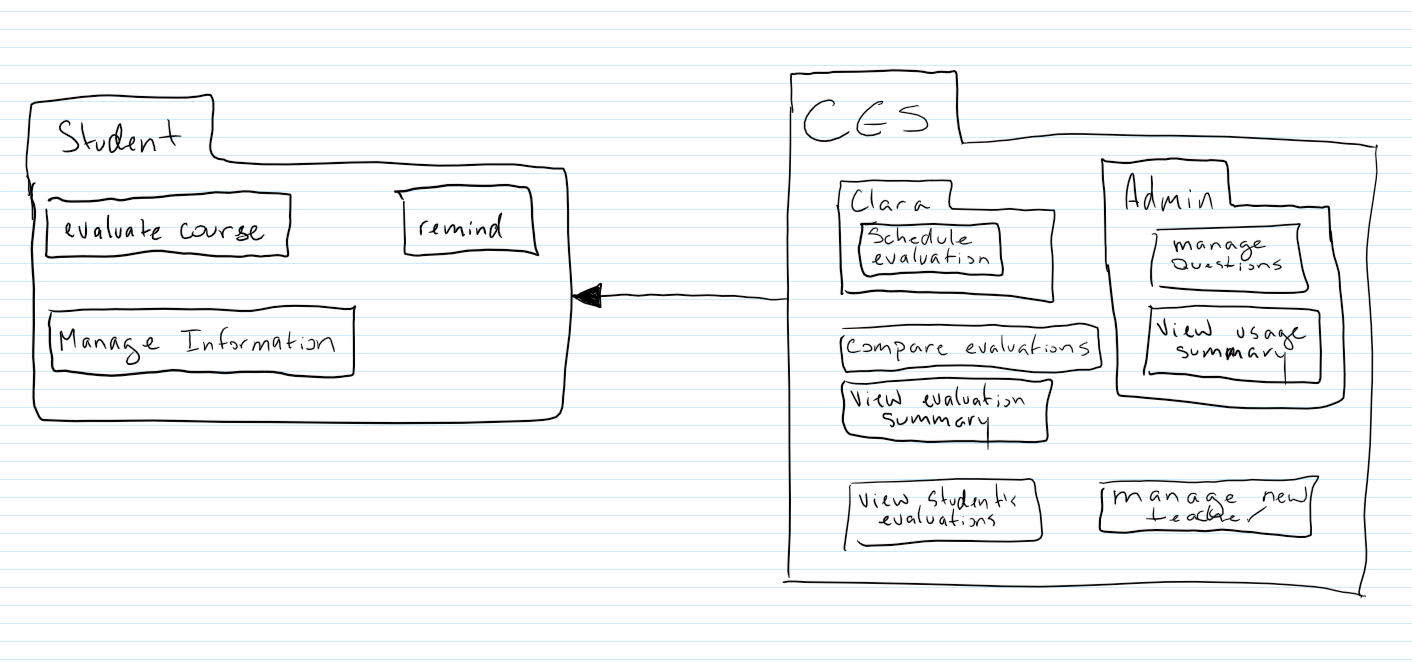 Student
evaluate course
remind
Manage Information
CES
Clara
Schedule
evaluation
Admin
manage
Questions
View usage
summary
Compare evaluations
View evaluation
summary
View Student's
evaluations
manage new
teacher